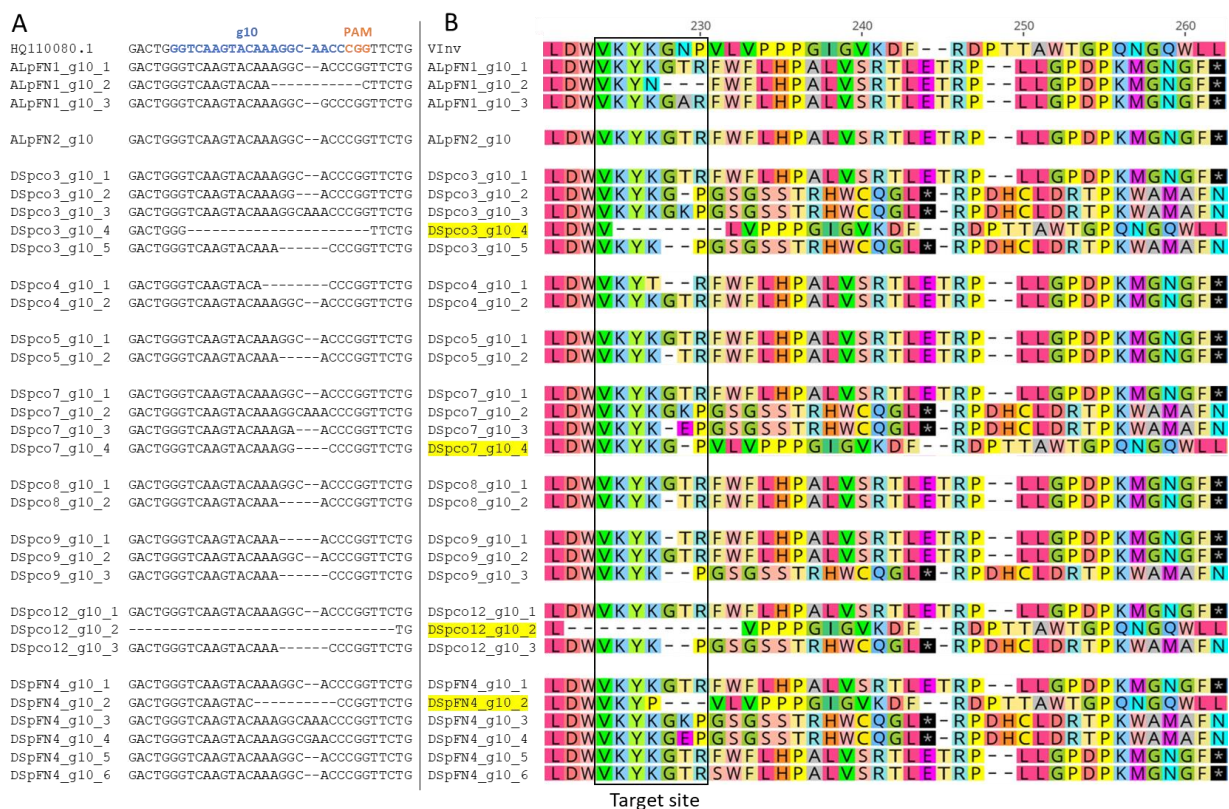 A
g10 PAM
B
230 240 250 260
HQ110080.1 GACTGGGTCAAGTACAAAGGC-AACCCGGTTCTG VInv LDWVKYKGNPVLVPPPGIGVKDF--RDPTTAWTGPQNGQWLL
ALpFN1_g10_1 GACTGGGTCAAGTACAAAGGC--ACCCGGTTCTG ALpFN1_g10_1 LDWVKYKGTRFWFLHPALVSRTLETRP--LLGPDPKMGNGF*
ALpFN1_g10_2 GACTGGGTCAAGTACAA-----------CTTCTG ALpFN1_g10_2 LDWVKYN---FWFLHPALVSRTLETRP--LLGPDPKMGNGF*
ALpFN1_g10_3 GACTGGGTCAAGTACAAAGGC--GCCCGGTTCTG ALpFN1_g10_3 LDWVKYKGARFWFLHPALVSRTLETRP--LLGPDPKMGNGF*
ALpFN2_g10 GACTGGGTCAAGTACAAAGGC--ACCCGGTTCTG ALpFN2_g10 LDWVKYKGTRFWFLHPALVSRTLETRP--LLGPDPKMGNGF*
DSpco3_g10_1 GACTGGGTCAAGTACAAAGGC--ACCCGGTTCTG DSpco3_g10_1 LDWVKYKGTRFWFLHPALVSRTLETRP--LLGPDPKMGNGF*
DSpco3_g10_2 GACTGGGTCAAGTACAAAGG----CCCGGTTCTG DSpco3_g10_2 LDWVKYKG-PGSGSSTRHWCQGL*-RPDHCLDRTPKWAMAFN
DSpco3_g10_3 GACTGGGTCAAGTACAAAGGCAAACCCGGTTCTG DSpco3_g10_3 LDWVKYKGKPGSGSSTRHWCQGL*-RPDHCLDRTPKWAMAFN
DSpco3_g10_4 GACTGGG----------------------TTCTG DSpco3_g10_4 LDWV-------LVPPPGIGVKDF--RDPTTAWTGPQNGQWLL
DSpco3_g10_5 GACTGGGTCAAGTACAAA------CCCGGTTCTG DSpco3_g10_5 LDWVKYK--PGSGSSTRHWCQGL*-RPDHCLDRTPKWAMAFN
DSpco4_g10_1 GACTGGGTCAAGTACA--------CCCGGTTCTG DSpco4_g10_1 LDWVKYT--RFWFLHPALVSRTLETRP--LLGPDPKMGNGF*
DSpco4_g10_2 GACTGGGTCAAGTACAAAGGC--ACCCGGTTCTG DSpco4_g10_2 LDWVKYKGTRFWFLHPALVSRTLETRP--LLGPDPKMGNGF*
DSpco5_g10_1 GACTGGGTCAAGTACAAAGGC--ACCCGGTTCTG DSpco5_g10_1 LDWVKYKGTRFWFLHPALVSRTLETRP--LLGPDPKMGNGF*
DSpco5_g10_2 GACTGGGTCAAGTACAAA-----ACCCGGTTCTG DSpco5_g10_2 LDWVKYK-TRFWFLHPALVSRTLETRP--LLGPDPKMGNGF*
DSpco7_g10_1 GACTGGGTCAAGTACAAAGGC--ACCCGGTTCTG DSpco7_g10_1 LDWVKYKGTRFWFLHPALVSRTLETRP--LLGPDPKMGNGF*
DSpco7_g10_2 GACTGGGTCAAGTACAAAGGCAAACCCGGTTCTG DSpco7_g10_2 LDWVKYKGKPGSGSSTRHWCQGL*-RPDHCLDRTPKWAMAFN
DSpco7_g10_3 GACTGGGTCAAGTACAAAGA----CCCGGTTCTG DSpco7_g10_3 LDWVKYK-EPGSGSSTRHWCQGL*-RPDHCLDRTPKWAMAFN
DSpco7_g10_4 GACTGGGTCAAGTACAAAGG----CCCGGTTCTG DSpco7_g10_4 LDWVKYKG-PVLVPPPGIGVKDF--RDPTTAWTGPQNGQWLL
DSpco8_g10_1 GACTGGGTCAAGTACAAAGGC--ACCCGGTTCTG DSpco8_g10_1 LDWVKYKGTRFWFLHPALVSRTLETRP--LLGPDPKMGNGF*
DSpco8_g10_2 GACTGGGTCAAGTACAAA-----ACCCGGTTCTG DSpco8_g10_2 LDWVKYK-TRFWFLHPALVSRTLETRP--LLGPDPKMGNGF*
DSpco9_g10_1 GACTGGGTCAAGTACAAA-----ACCCGGTTCTG DSpco9_g10_1 LDWVKYK-TRFWFLHPALVSRTLETRP--LLGPDPKMGNGF*
DSpco9_g10_2 GACTGGGTCAAGTACAAAGGC--ACCCGGTTCTG DSpco9_g10_2 LDWVKYKGTRFWFLHPALVSRTLETRP--LLGPDPKMGNGF*
DSpco9_g10_3 GACTGGGTCAAGTACAAA------CCCGGTTCTG DSpco9_g10_3 LDWVKYK--PGSGSSTRHWCQGL*-RPDHCLDRTPKWAMAFN
DSpco12_g10_1 GACTGGGTCAAGTACAAAGGC--ACCCGGTTCTG DSpco12_g10_1 LDWVKYKGTRFWFLHPALVSRTLETRP--LLGPDPKMGNGF*
DSpco12_g10_2 --------------------------------TG DSpco12_g10_2 L-----------VPPPGIGVKDF--RDPTTAWTGPQNGQWLL
DSpco12_g10_3 GACTGGGTCAAGTACAAA------CCCGGTTCTG DSpco12_g10_3 LDWVKYK--PGSGSSTRHWCQGL*-RPDHCLDRTPKWAMAFN
DSpFN4_g10_1 GACTGGGTCAAGTACAAAGGC--ACCCGGTTCTG DSpFN4_g10_1 LDWVKYKGTRFWFLHPALVSRTLETRP--LLGPDPKMGNGF*
DSpFN4_g10_2 GACTGGGTCAAGTAC----------CCGGTTCTG DSpFN4_g10_2 LDWVKYP---VLVPPPGIGVKDF--RDPTTAWTGPQNGQWLL
DSpFN4_g10_3 GACTGGGTCAAGTACAAAGGCAAACCCGGTTCTG DSpFN4_g10_3 LDWVKYKGKPGSGSSTRHWCQGL*-RPDHCLDRTPKWAMAFN
DSpFN4_g10_4 GACTGGGTCAAGTACAAAGGCGAACCCGGTTCTG DSpFN4_g10_4 LDWVKYKGEPGSGSSTRHWCQGL*-RPDHCLDRTPKWAMAFN
DSpFN4_g10_5 GACTGGGTCAAGTACAAAGGC--ACCCGGTTCTG DSpFN4_g10_5 LDWVKYKGTRFWFLHPALVSRTLETRP--LLGPDPKMGNGF*
DSpFN4_g10_6 GACTGGGTCAAGTACAAAGGC--ACCCGGTTCTG DSpFN4_g10_6 LDWVKYKGTRSWFLHPALVSRTLETRP--LLGPDPKMGNGF*
Target site